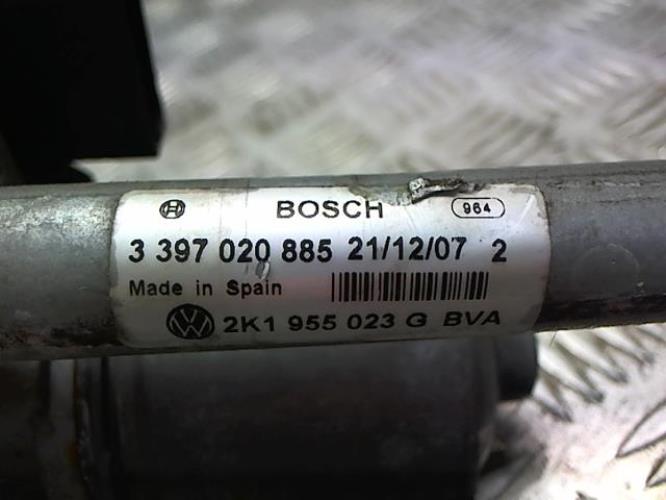 BOSCH 964
3 397 020 885 21/12/07 2
Made in Spain
2K1 955 023 G BVA